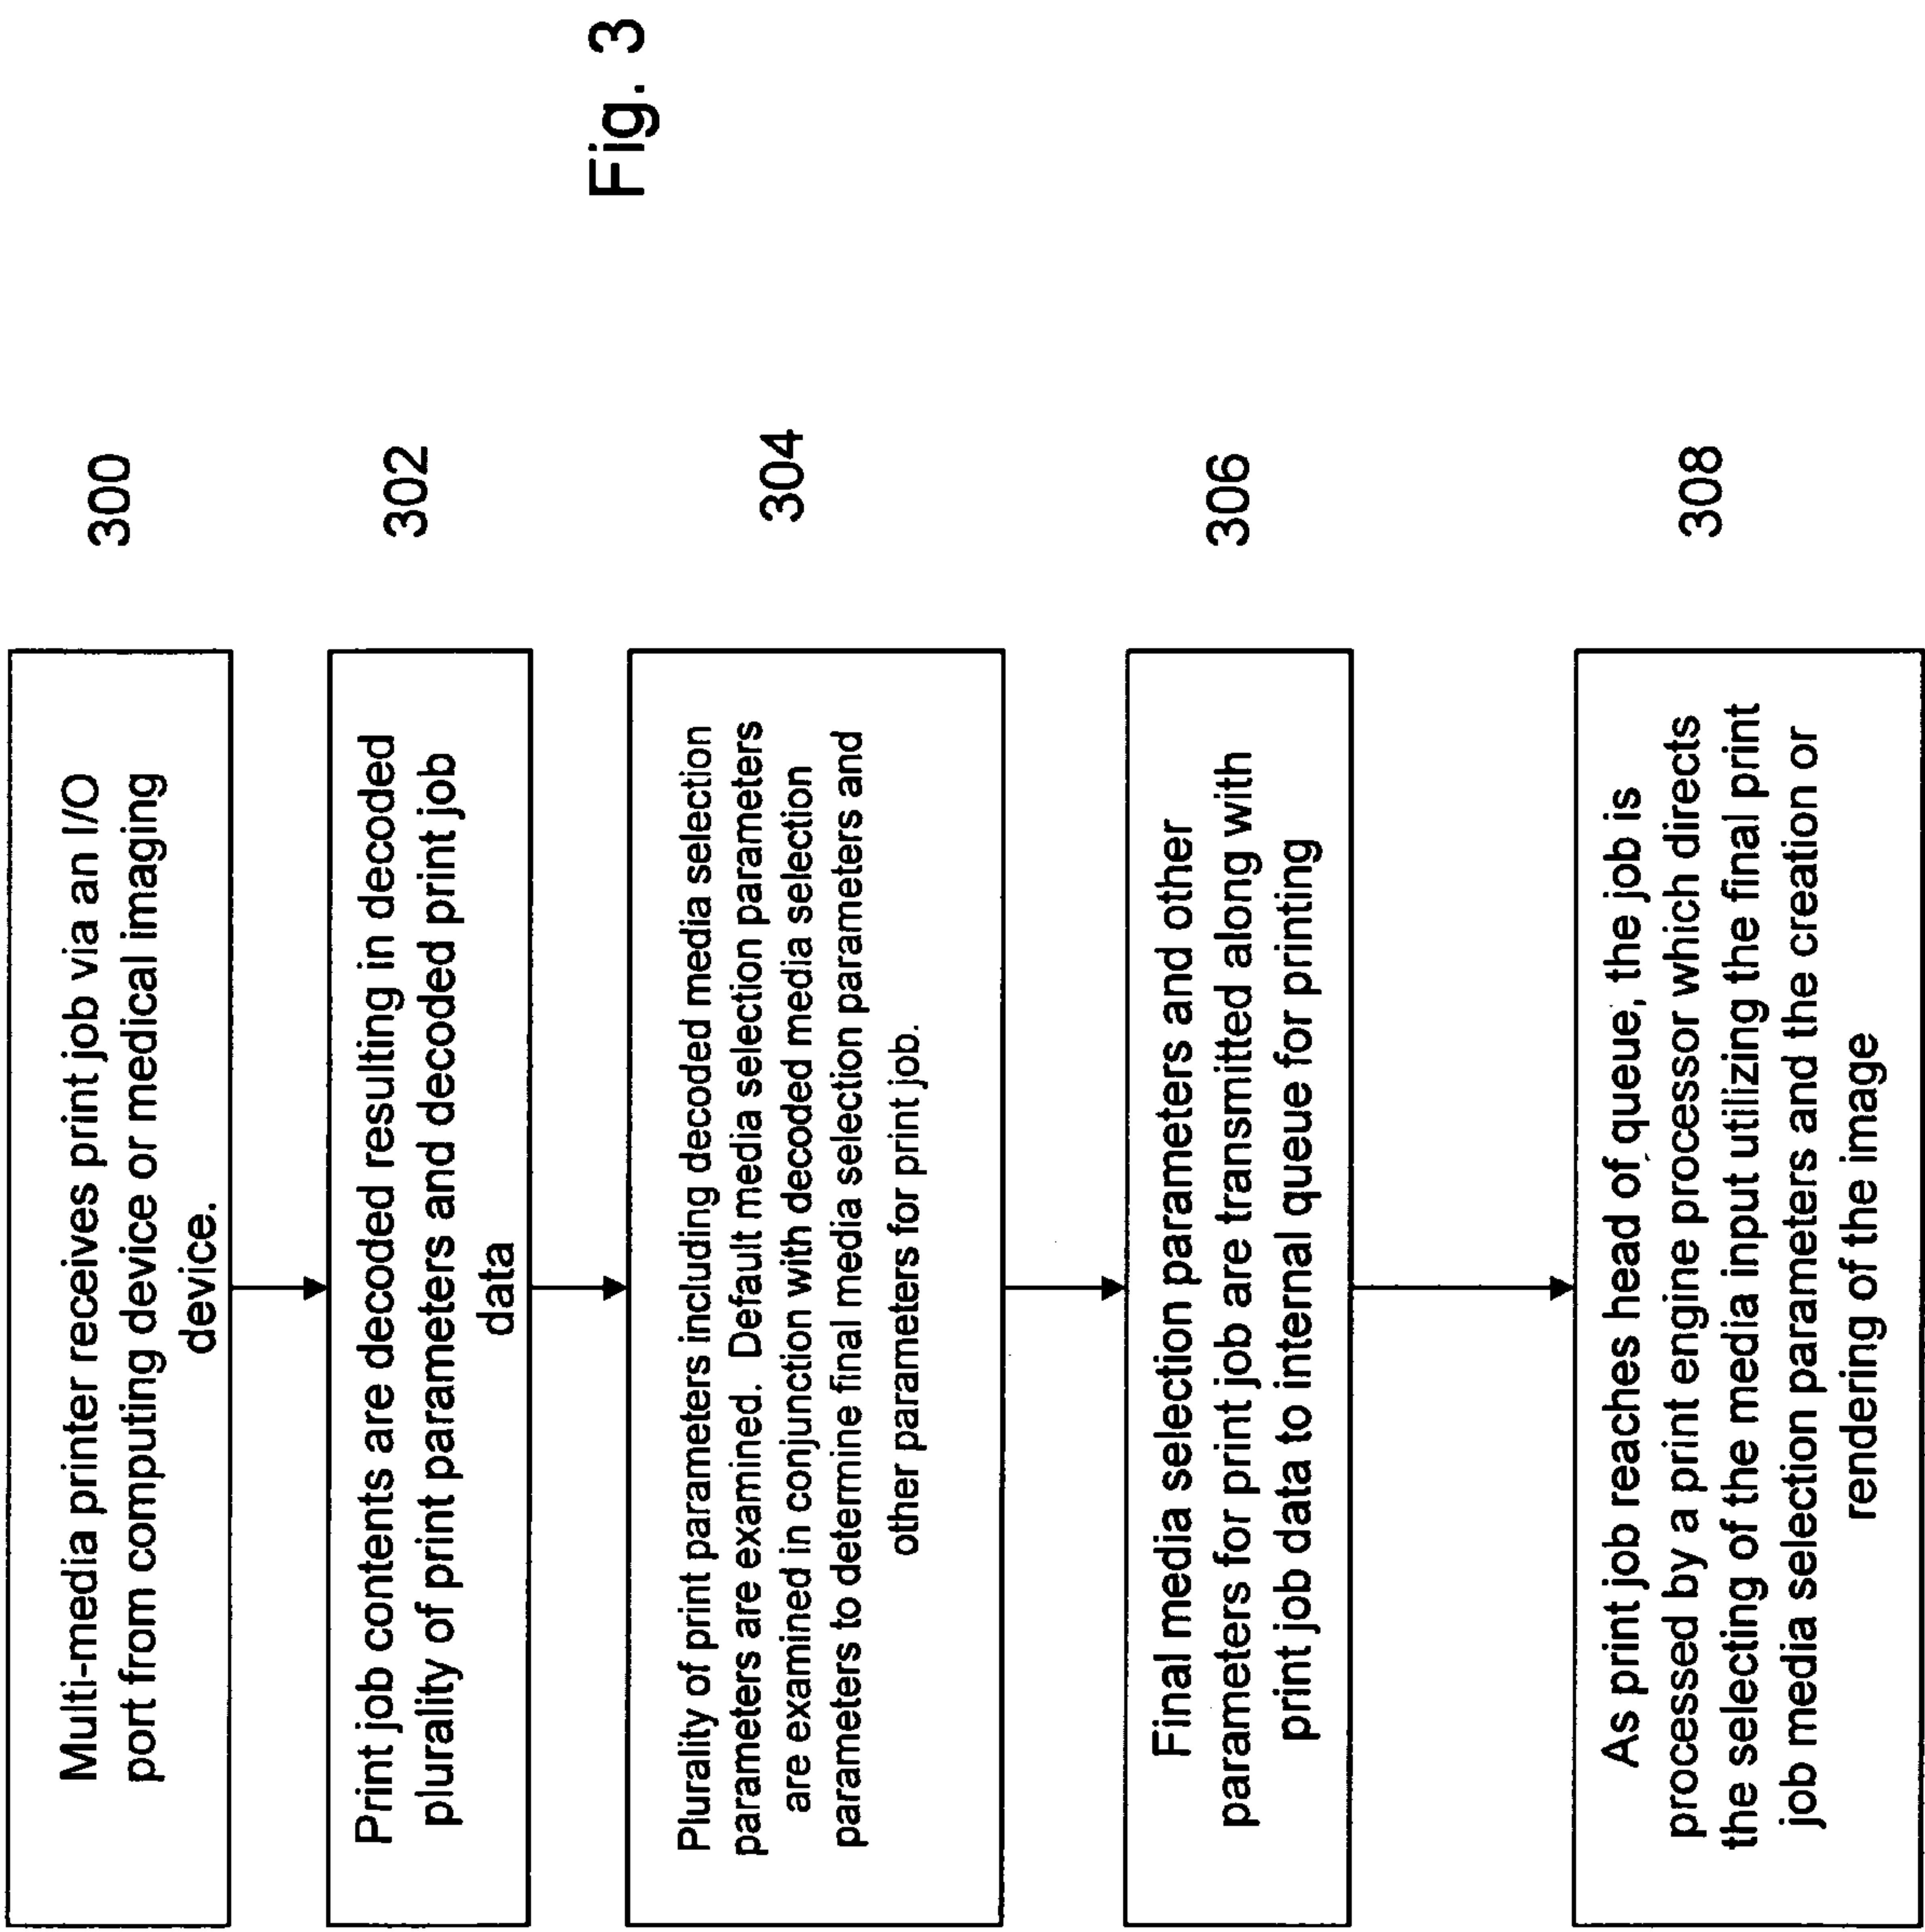 Multi-media printer receives print job via an I/O
port from computing device or medical imaging
device.
300
Print job contents are decoded resulting in decoded
plurality of print parameters and decoded print job
data
302
Plurality of print parameters including decoded media selection
parameters are examined. Default media selection parameters
are examined in conjunction with decoded media selection
parameters to determine final media selection parameters and
other parameters for print job.
304
Final media selection parameters and other
parameters for print job are transmitted along with
print job data to internal queue for printing
306
As print job reaches head of queue, the job is
processed by a print engine processor which directs
the selecting of the media input utilizing the final print
job media selection parameters and the creation or
rendering of the image
308
Fig. 3